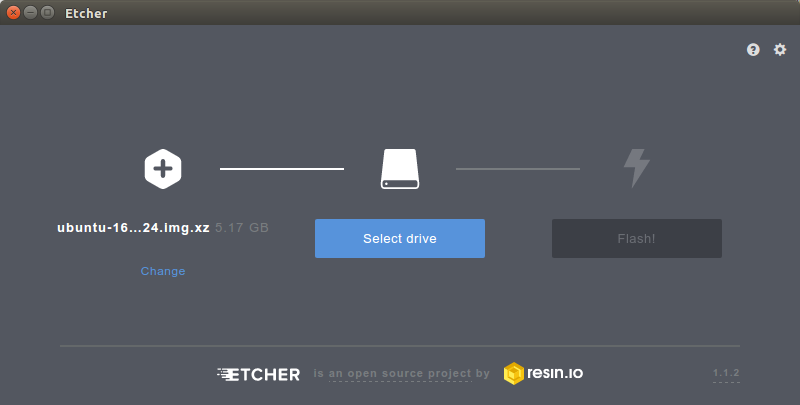 Etcher
ubuntu-16...24.img.xz 5.17 GB
Select drive
Flash!
Change
ETCHER is an open source project by resin.io 1.1.2